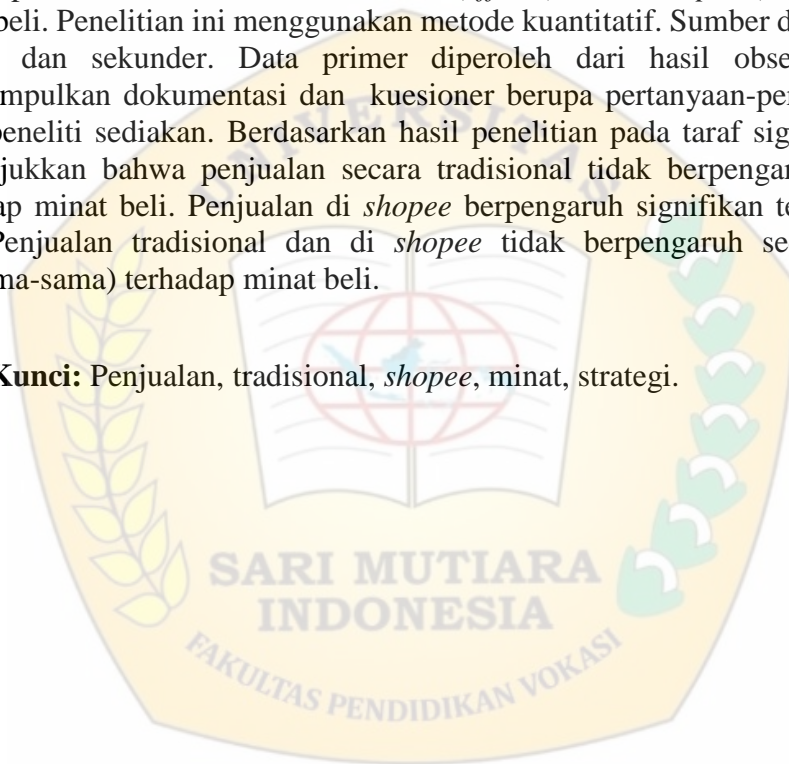 beli. Penelitian ini menggunakan metode kuantitatif. Sumber d
dan sekunder. Data primer diperoleh dari hasil obse
mpulkan dokumentasi dan kuesioner berupa pertanyaan-per
peneliti sediakan. Berdasarkan hasil penelitian pada taraf sig
jukkan bahwa penjualan secara tradisional tidak berpengar
ap minat beli. Penjualan di shopee berpengaruh signifikan te
Penjualan tradisional dan di shopee tidak berpengaruh se
ma-sama) terhadap minat beli.
Kunci: Penjualan, tradisional, shopee, minat, strategi.
UNIVERSITAS
SARI MUTIARA
INDONESIA
FAKULTAS PENDIDIKAN VOKASI